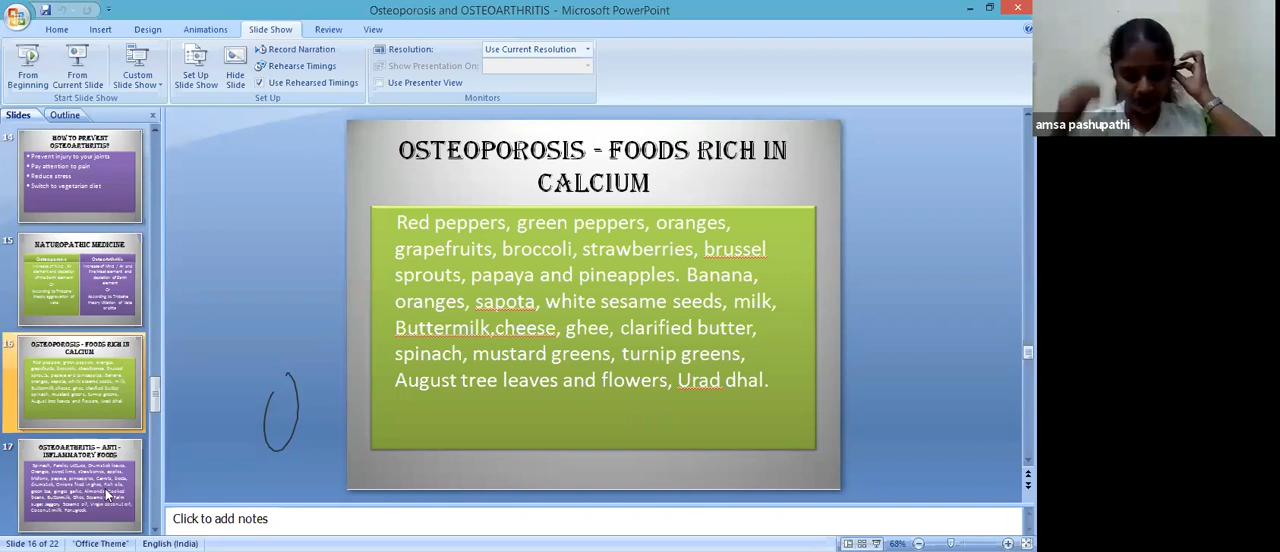 Osteoporosis and OSTEOARTHRITIS - Microsoft PowerPoint
Home Insert Design Animations Slide Show Review View
From Beginning
From Current Slide
Custom Slide Show
Start Slide Show
Set Up Slide Show
Hide Slide
Record Narration
Rehearse Timings
Use Rehearsed Timings
Set Up
Resolution: Use Current Resolution
Show Presentation On:
Use Presenter View
Monitors
amsa pashupathi
Slides Outline
14
HOW TO PREVENT
OSTEOARTHRITIS?
Prevent injury to your joints
Pay attention to pain
Reduce stress
Switch to vegetarian diet
15
NATUROPATHIC MEDICINE
Osteoporosis Osteoarthritis
16
OSTEOPOROSIS - FOODS RICH IN
CALCIUM
17
OSTEOARTHRITIS – ANTI -
INFLAMMATORY FOODS
OSTEOPOROSIS - FOODS RICH IN
CALCIUM
Red peppers, green peppers, oranges,
grapefruits, broccoli, strawberries, brussel
sprouts, papaya and pineapples. Banana,
oranges, sapota, white sesame seeds, milk,
Buttermilk,cheese, ghee, clarified butter,
spinach, mustard greens, turnip greens,
August tree leaves and flowers, Urad dhal.
Click to add notes
Slide 16 of 22 "Office Theme" English (India) 68%